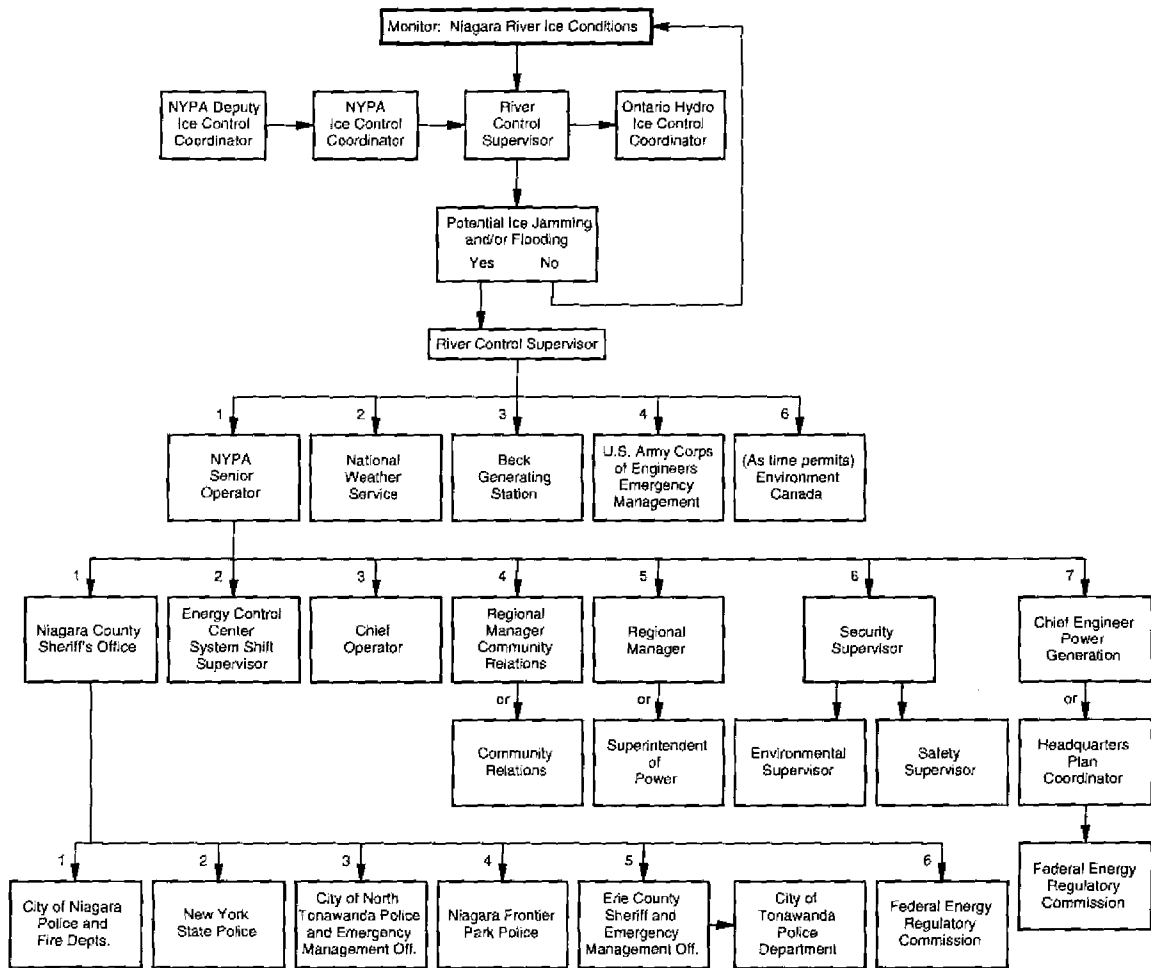 Monitor: Niagara River Ice Conditions
NYPA Deputy
Ice Control
Coordinator
NYPA
Ice Control
Coordinator
River
Control
Supervisor
Ontario Hydro
Ice Control
Coordinator
Potential Ice Jamming
and/or Flooding
Yes No
River Control Supervisor
1
2
3
4
6
NYPA
Senior
Operator
National
Weather
Service
Beck
Generating
Station
U.S. Army Corps
of Engineers
Emergency
Management
(As time permits)
Environment
Canada
1
2
3
4
5
6
7
Niagara County
Sheriff's Office
Energy Control
Center
System Shift
Supervisor
Chief
Operator
Regional
Manager
Community
Relations
Regional
Manager
Security
Supervisor
Chief Engineer
Power
Generation
or
or
or
Community
Relations
Superintendent
of
Power
Environmental
Supervisor
Safety
Supervisor
Headquarters
Plan
Coordinator
1
2
3
4
5
6
City of Niagara
Police and
Fire Depts.
New York
State Police
City of North
Tonawanda Police
and Emergency
Management Off.
Niagara Frontier
Park Police
Erie County
Sheriff and
Emergency
Management Off.
City of
Tonawanda
Police
Department
Federal Energy
Regulatory
Commission
Federal Energy
Regulatory
Commission